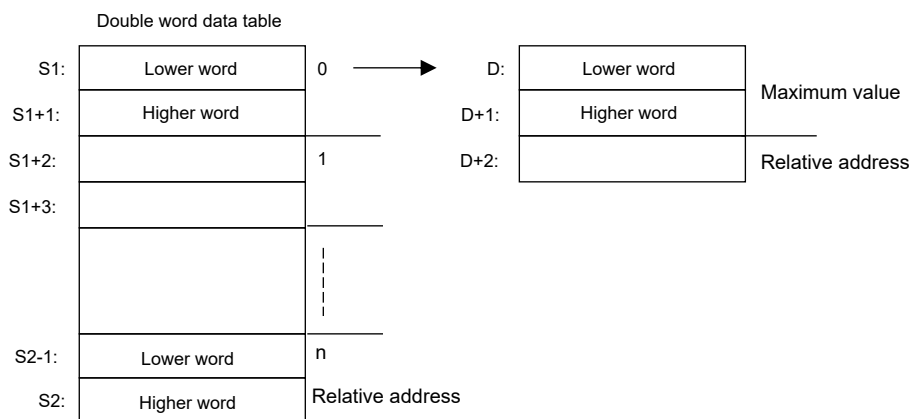 Double word data table
S1: Lower word 0 D: Lower word
Maximum value
S1+1: Higher word D+1: Higher word
S1+2: 1 D+2: Relative address
S1+3:
S2-1: Lower word n
S2: Higher word Relative address